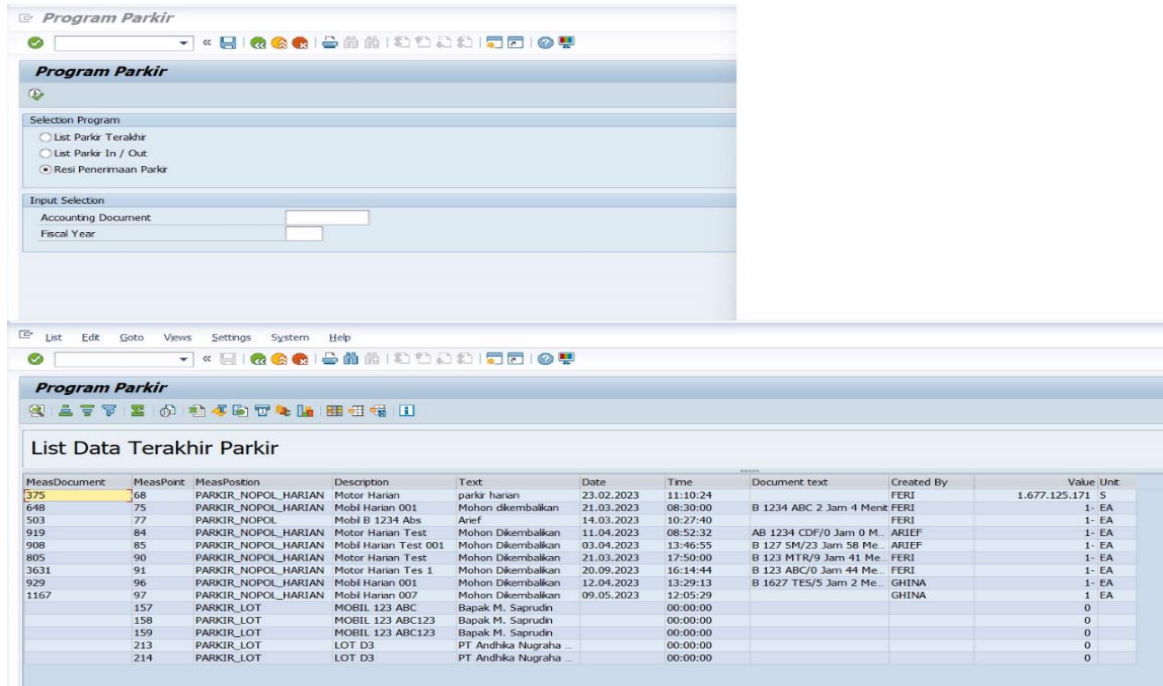 Program Parkir
Program Parkir
Selection Program
List Parkir Terakhir
List Parkir In / Out
Resi Penerimaan Parkir
Input Selection
Accounting Document
Fiscal Year
List Edit Goto Views Settings System Help
Program Parkir
List Data Terakhir Parkir
MeasDocument MeasPoint MeasPosition Description Text Date Time Document text Created By Value Unit
375 68 PARKIR_NOPOL_HARIAN Motor Harian parkir harian 23.02.2023 11:10:24 FERI 1.677.125.171 S
648 75 PARKIR_NOPOL_HARIAN Mobil Harian 001 Mohon dikembalikan 21.03.2023 08:30:00 B 1234 ABC 2 Jam 4 Menit FERI 1- EA
503 77 PARKIR_NOPOL Mobil B 1234 Abs Arief 14.03.2023 10:27:40 FERI 1- EA
919 84 PARKIR_NOPOL_HARIAN Motor Harian Test Mohon Dikembalikan 11.04.2023 08:52:32 AB 1234 CDF/0 Jam 0 M... ARIEF 1- EA
908 85 PARKIR_NOPOL_HARIAN Mobil Harian Test 001 Mohon Dikembalikan 03.04.2023 13:46:55 B 127 SM/23 Jam 58 Me... ARIEF 1- EA
805 90 PARKIR_NOPOL_HARIAN Motor Harian Test Mohon Dikembalikan 21.03.2023 17:50:00 B 123 MTR/9 Jam 41 Me... FERI 1- EA
3631 91 PARKIR_NOPOL_HARIAN Motor Harian Tes 1 Mohon Dikembalikan 20.09.2023 16:14:44 B 123 ABC/0 Jam 44 Me... FERI 1- EA
929 96 PARKIR_NOPOL_HARIAN Mobil Harian 001 Mohon Dikembalikan 12.04.2023 13:29:13 B 1627 TES/5 Jam 2 Me... GHINA 1- EA
1167 97 PARKIR_NOPOL_HARIAN Mobil Harian 007 Mohon Dikembalikan 09.05.2023 12:05:29 GHINA 1 EA
157 PARKIR_LOT MOBIL 123 ABC Bapak M. Saprudin 00:00:00 0
158 PARKIR_LOT MOBIL 123 ABC123 Bapak M. Saprudin 00:00:00 0
159 PARKIR_LOT MOBIL 123 ABC123 Bapak M. Saprudin 00:00:00 0
213 PARKIR_LOT LOT D3 PT Andhika Nugraha ... 00:00:00 0
214 PARKIR_LOT LOT D3 PT Andhika Nugraha ... 00:00:00 0